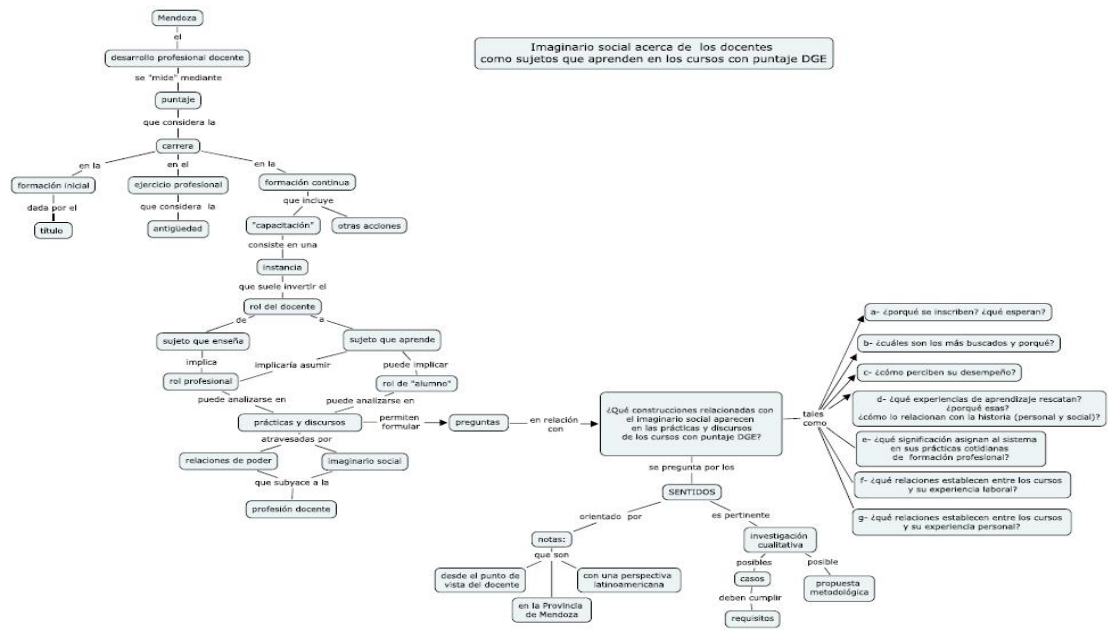 Mendoza
el
desarrollo profesional docente
se "mide" mediante
puntaje
que considera la
carrera
en la
en el
en la
formación inicial
ejercicio profesional
formación continua
dada por el
que considera la
que incluye
título
antigüedad
"capacitación"
otras acciones
consiste en una
instancia
que suele invertir el
rol del docente
de
a
sujeto que enseña
sujeto que aprende
implica
implicaría asumir
puede implicar
rol profesional
rol de "alumno"
puede analizarse en
puede analizarse en
prácticas y discursos
atravesadas por
relaciones de poder
imaginario social
que subyace a la
profesión docente
permiten
formular
preguntas
en relación
con
Imaginario social acerca de los docentes
como sujetos que aprenden en los cursos con puntaje DGE
¿Qué construcciones relacionadas con
el imaginario social aparecen
en las prácticas y discursos
de los cursos con puntaje DGE?
tales
como
a- ¿porqué se inscriben? ¿qué esperan?
b- ¿cuáles son los más buscados y porqué?
c- ¿cómo perciben su desempeño?
d- ¿qué experiencias de aprendizaje rescatan?
¿porqué esas?
¿cómo lo relacionan con la historia (personal y social)?
e- ¿qué significación asignan al sistema
en sus prácticas cotidianas
de formación profesional?
f- ¿qué relaciones establecen entre los cursos
y su experiencia laboral?
g- ¿qué relaciones establecen entre los cursos
y su experiencia personal?
se pregunta por los
SENTIDOS
orientado por
es pertinente
notas:
que son
desde el punto de
vista del docente
en la Provincia
de Mendoza
con una perspectiva
latinoamericana
investigación
cualitativa
posibles
posible
casos
propuesta
metodológica
deben cumplir
requisitos